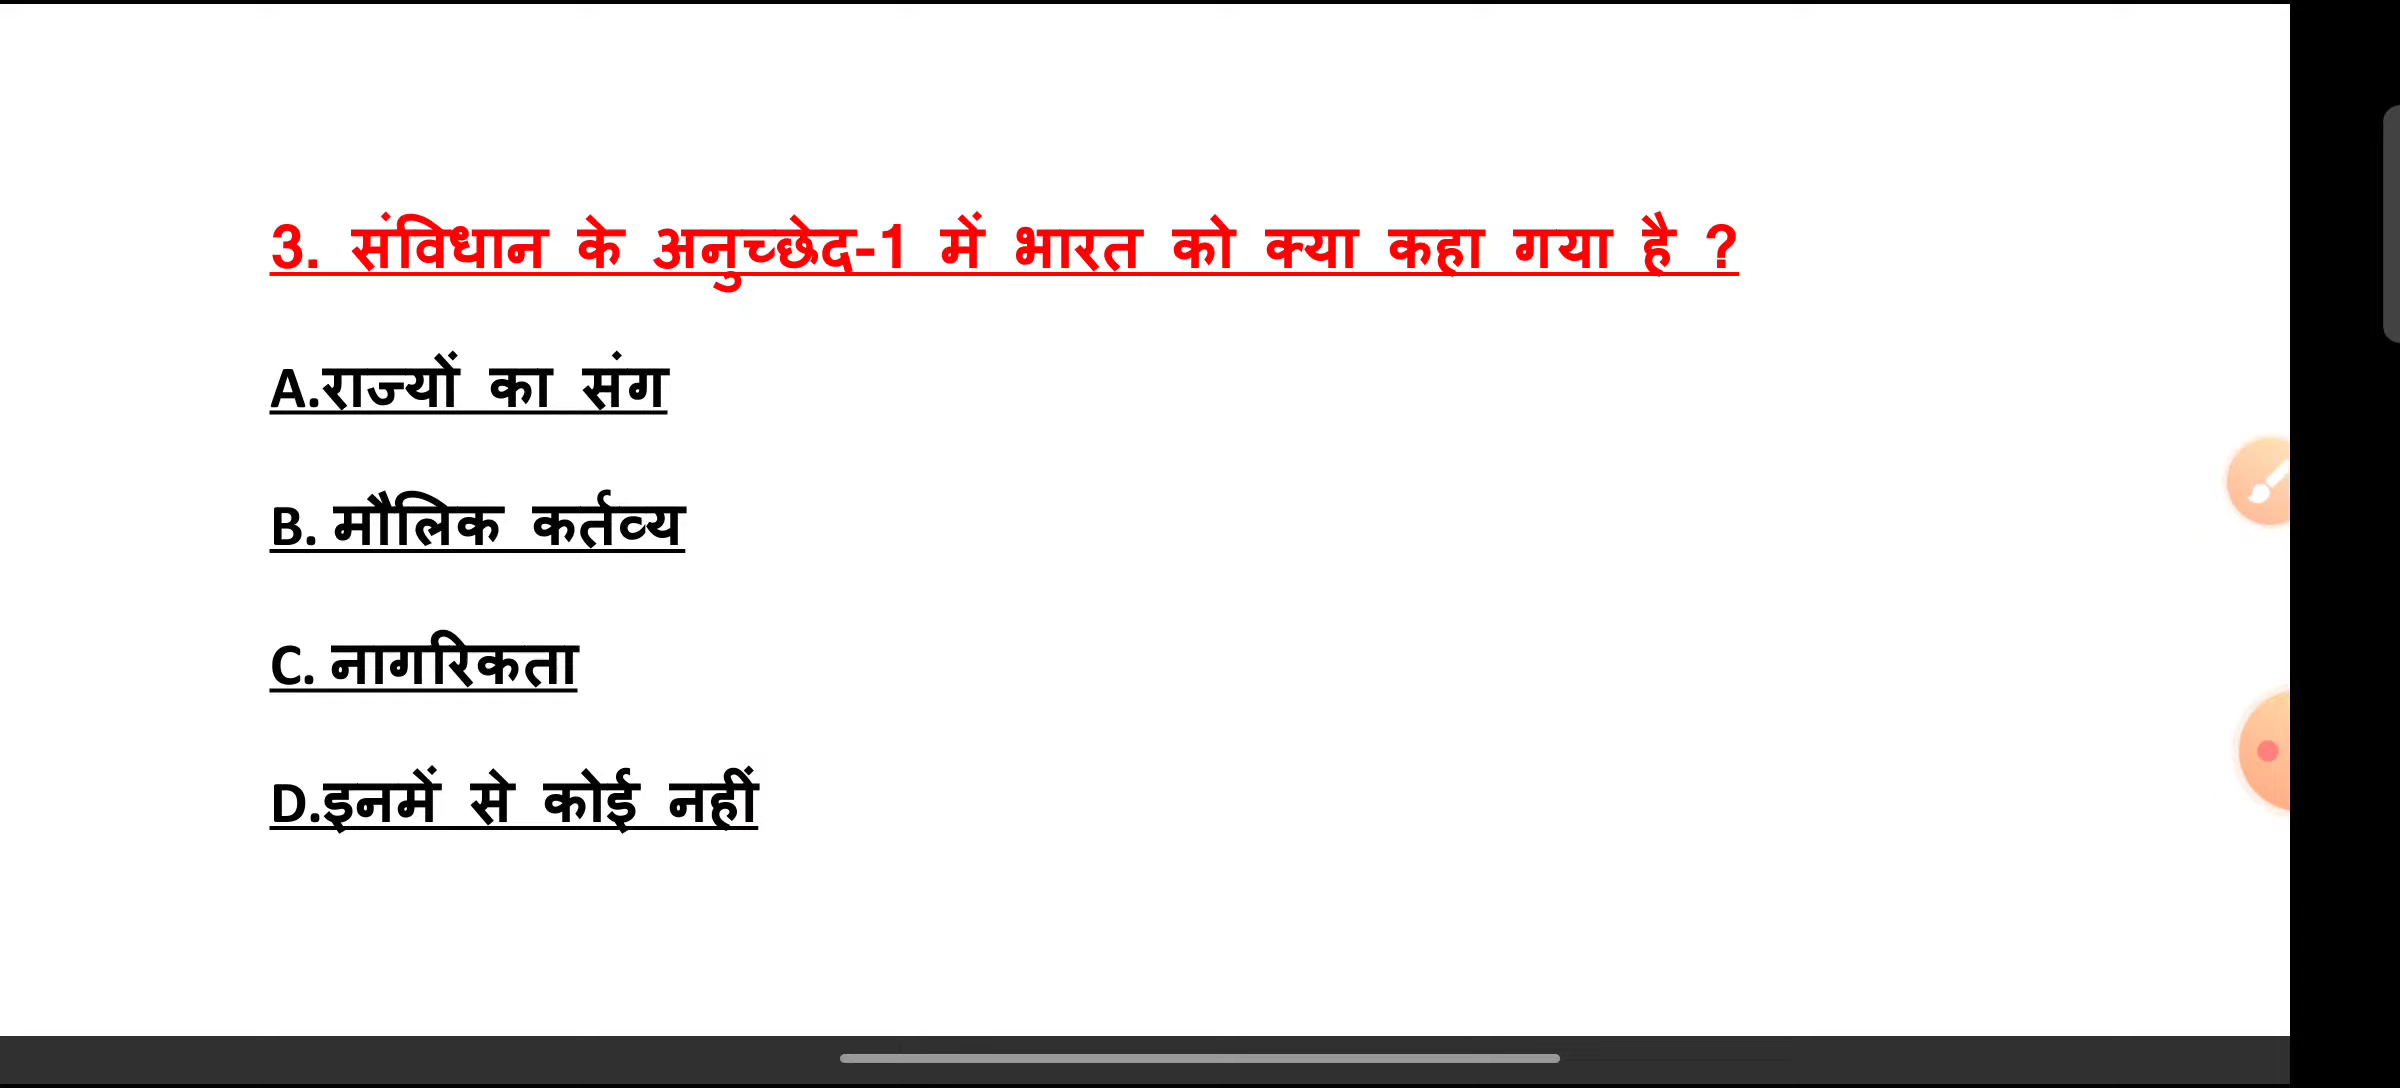 3. संविधान के अनुच्छेद-1 में भारत को क्या कहा गया है ?
A.राज्यों का संग
B. मौलिक कर्तव्य
C. नागरिकता
D.इनमें से कोई नहीं